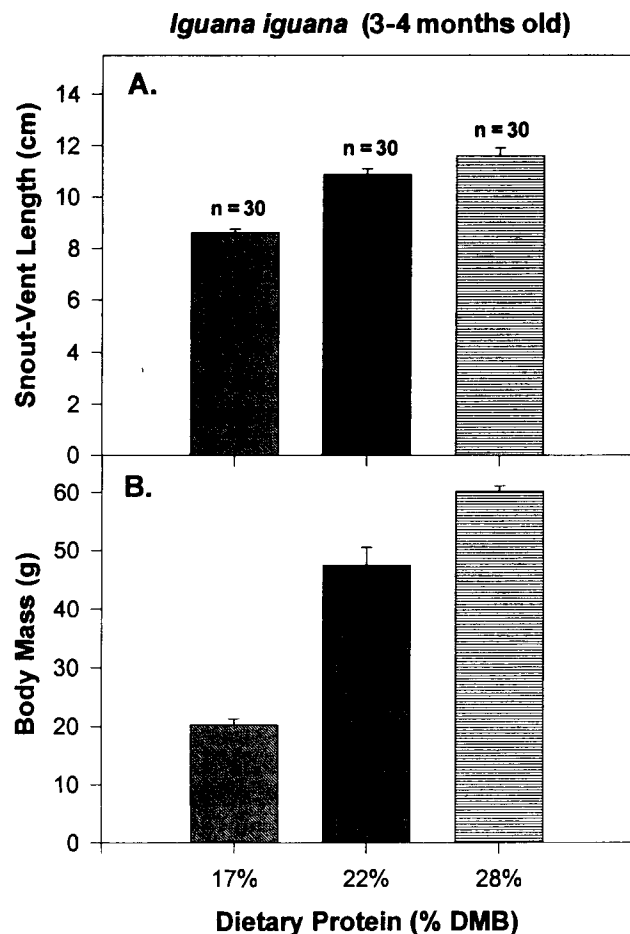 Iguana iguana (3-4 months old)
A.
Snout-Vent Length (cm)
14
12
10
8
6
4
2
0
n = 30
n = 30
n = 30
B.
Body Mass (g)
60
50
40
30
20
10
0
17%
22%
28%
Dietary Protein (% DMB)